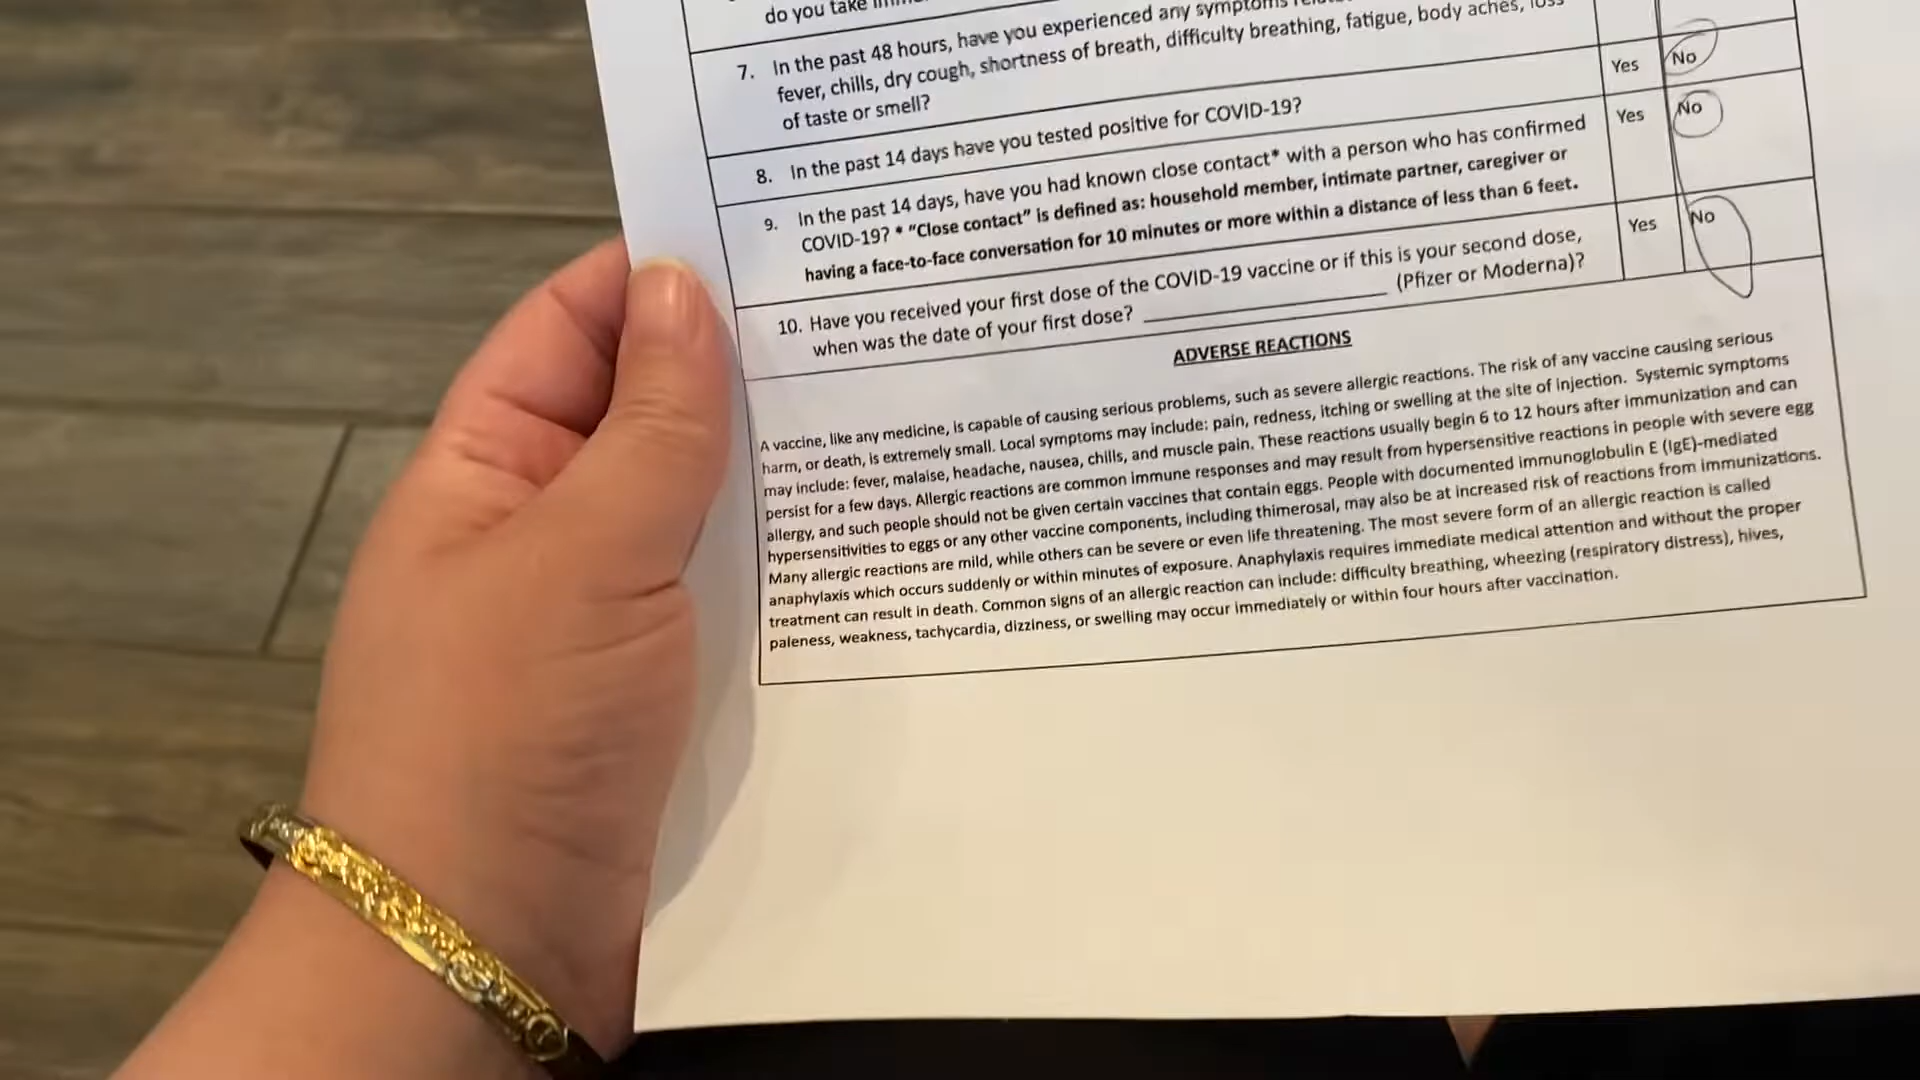 do you take
7. In the past 48 hours, have you experienced any symptoms
fever, chills, dry cough, shortness of breath, difficulty breathing, fatigue, body aches, loss
of taste or smell?
Yes No
8. In the past 14 days have you tested positive for COVID-19?
Yes No
9. In the past 14 days, have you had known close contact* with a person who has confirmed
COVID-19? * "Close contact" is defined as: household member, intimate partner, caregiver or
having a face-to-face conversation for 10 minutes or more within a distance of less than 6 feet.
Yes No
10. Have you received your first dose of the COVID-19 vaccine or if this is your second dose,
when was the date of your first dose? ____________________ (Pfizer or Moderna)?
ADVERSE REACTIONS
A vaccine, like any medicine, is capable of causing serious problems, such as severe allergic reactions. The risk of any vaccine causing serious
harm, or death, is extremely small. Local symptoms may include: pain, redness, itching or swelling at the site of injection. Systemic symptoms
may include: fever, malaise, headache, nausea, chills, and muscle pain. These reactions usually begin 6 to 12 hours after immunization and can
persist for a few days. Allergic reactions are common immune responses and may result from hypersensitive reactions in people with severe egg
allergy, and such people should not be given certain vaccines that contain eggs. People with documented immunoglobulin E (IgE)-mediated
hypersensitivities to eggs or any other vaccine components, including thimerosal, may also be at increased risk of reactions from immunizations.
Many allergic reactions are mild, while others can be severe or even life threatening. The most severe form of an allergic reaction is called
anaphylaxis which occurs suddenly or within minutes of exposure. Anaphylaxis requires immediate medical attention and without the proper
treatment can result in death. Common signs of an allergic reaction can include: difficulty breathing, wheezing (respiratory distress), hives,
paleness, weakness, tachycardia, dizziness, or swelling may occur immediately or within four hours after vaccination.